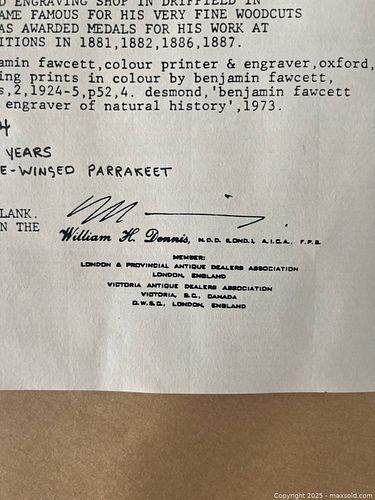 D ENGRAVING SHOP IN DRIFFIELD IN
AME FAMOUS FOR HIS VERY FINE WOODCUTS
AS AWARDED MEDALS FOR HIS WORK AT
ITIONS IN 1881,1882,1886,1887.
amin fawcett,colour printer & engraver,oxford,
ing prints in colour by benjamin fawcett,
s,2,1924-5,p52,4. desmond,'benjamin fawcett
engraver of natural history',1973.
4
YEARS
E-WINGED PARRAKEET
LANK.
N THE
William H. Dennis, N.D.D. (LOND.), A.I.C.A., F.P.S.
MEMBER:
LONDON & PROVINCIAL ANTIQUE DEALERS ASSOCIATION
LONDON, ENGLAND
VICTORIA ANTIQUE DEALERS ASSOCIATION
VICTORIA, B.C., CANADA
O.W.S.G., LONDON, ENGLAND
Copyright 2025 - maxsold.com